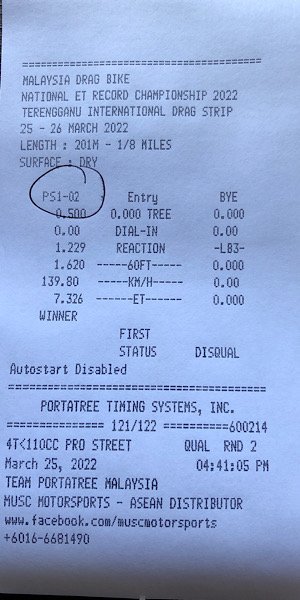 ==========================================
MALAYSIA DRAG BIKE
NATIONAL ET RECORD CHAMPIONSHIP 2022
TERENGGANU INTERNATIONAL DRAG STRIP
25 - 26 MARCH 2022
LENGTH : 201M - 1/8 MILES
SURFACE : DRY
PS1-02 Entry BYE
0.500 0.000 TREE 0.000
0.00 DIAL-IN 0.00
1.229 REACTION -LB3-
1.620 -----60FT------ 0.000
139.80 -----KM/H------ 0.00
7.326 ------ET------- 0.000
WINNER
FIRST
STATUS DISQUAL
Autostart Disabled
==========================================
PORTATREE TIMING SYSTEMS, INC.
================ 121/122 ===========600214
4T<110CC PRO STREET QUAL RND 2
March 25, 2022 04:41:05 PM
TEAM PORTATREE MALAYSIA
MUSC MOTORSPORTS - ASEAN DISTRIBUTOR
www.facebook.com/muscmotorsports
+6016-6681490